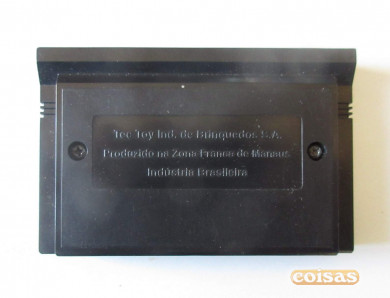 Tec Toy Ind. de Brinquedos S.A.
Produzido na Zona Franca de Manaus
Indústria Brasileira
coisas